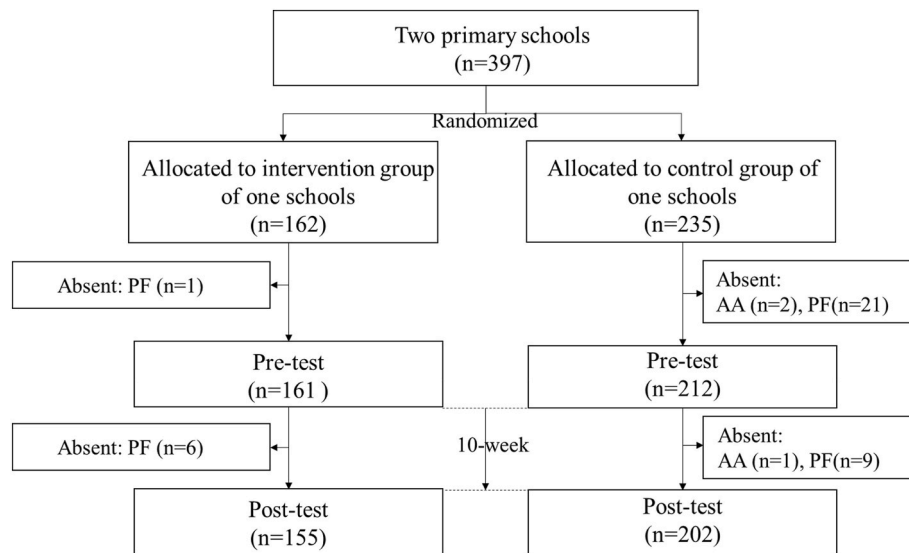 Two primary schools
(n=397)
Randomized
Allocated to intervention group
of one schools
(n=162)
Allocated to control group of
one schools
(n=235)
Absent: PF (n=1)
Absent:
AA (n=2), PF(n=21)
Pre-test
(n=161 )
Pre-test
(n=212)
Absent: PF (n=6)
10-week
Absent:
AA (n=1), PF(n=9)
Post-test
(n=155)
Post-test
(n=202)